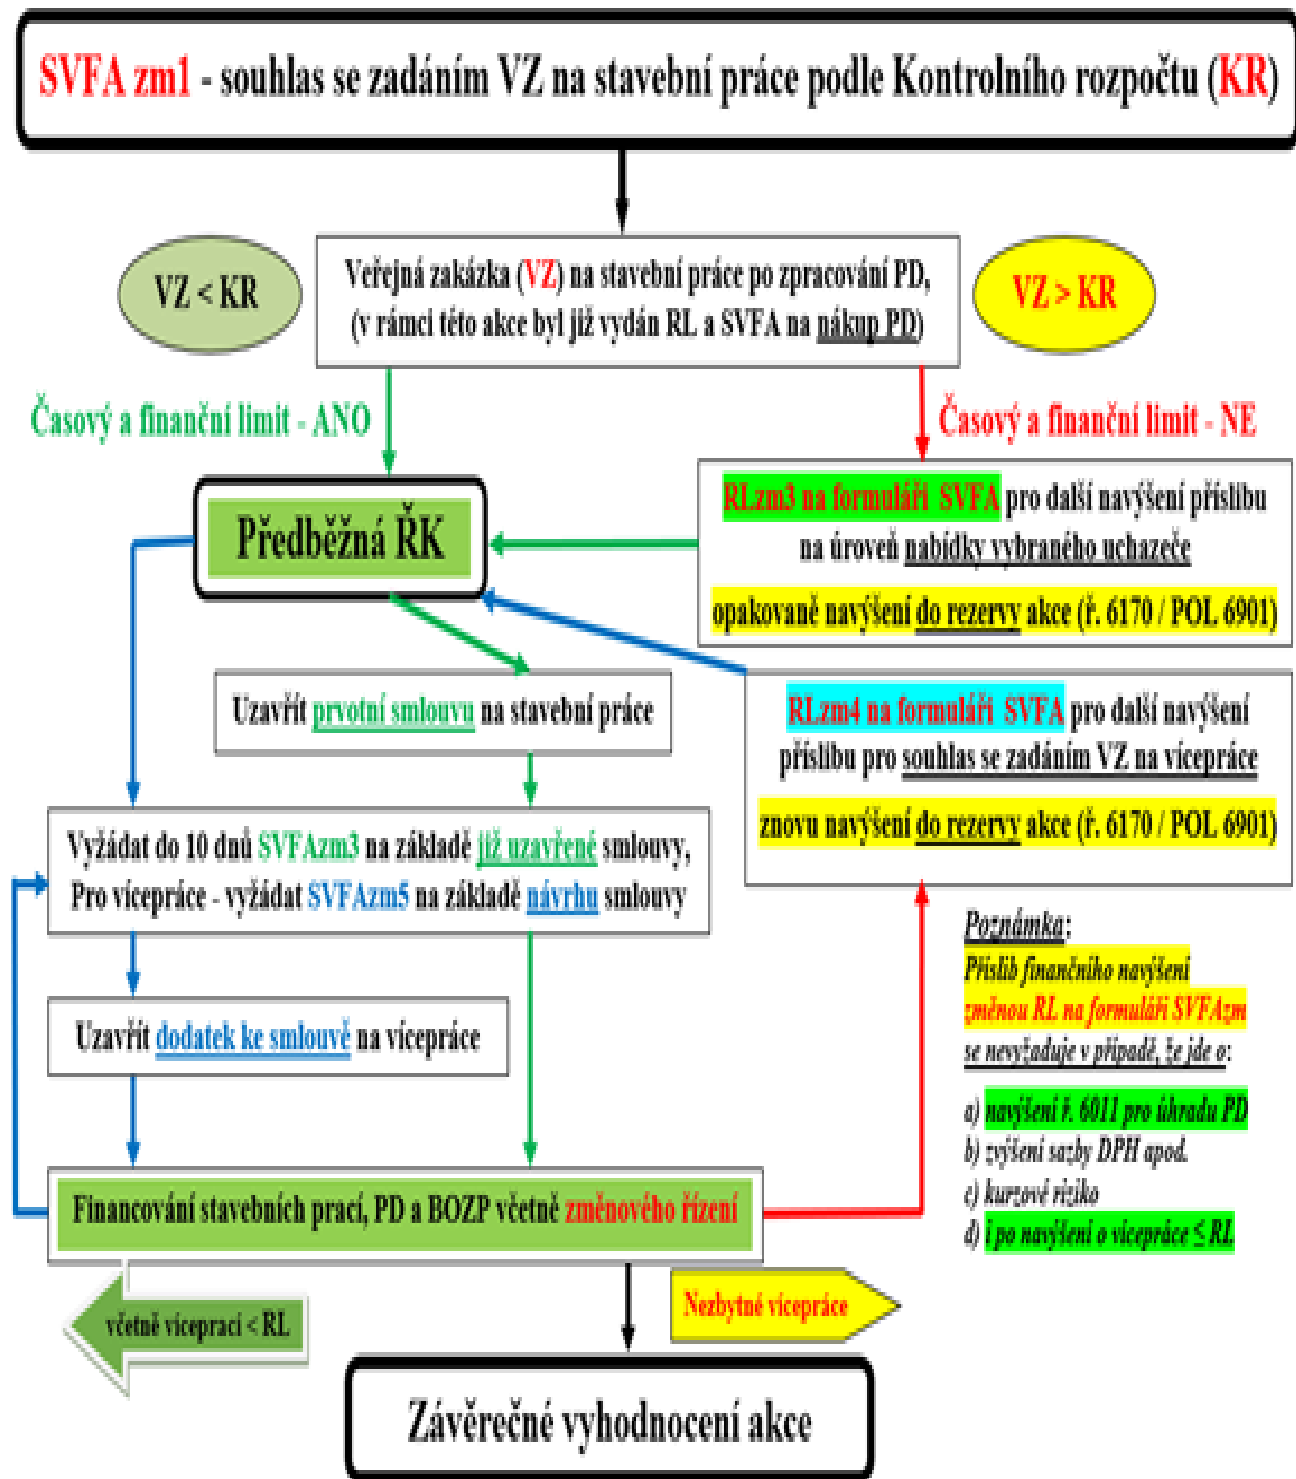 SVFA zm1 - souhlas se zadáním VZ na stavební práce podle Kontrolního rozpočtu (KR)
VZ < KR
Veřejná zakázka (VZ) na stavební práce po zpracování PD,
(v rámci této akce byl již vydán RL a SVFA na nákup PD)
VZ > KR
Časový a finanční limit - ANO
Časový a finanční limit - NE
Předběžná ŘK
RLzm3 na formuláři SVFA pro další navýšení příslibu
na úroveň nabídky vybraného uchazeče
opakovaně navýšení do rezervy akce (ř. 6170 / POL 6901)
Uzavřít prvotní smlouvu na stavební práce
RLzm4 na formuláři SVFA pro další navýšení
příslibu pro souhlas se zadáním VZ na vícepráce
znovu navýšení do rezervy akce (ř. 6170 / POL 6901)
Vyžádat do 10 dnů SVFAzm3 na základě již uzavřené smlouvy,
Pro vícepráce - vyžádat SVFAzm5 na základě návrhu smlouvy
Uzavřít dodatek ke smlouvě na vícepráce
Poznámka:
Příslib finančního navýšení
změnou RL na formuláři SVFAzm
se nevyžaduje v případě, že jde o:
a) navýšení ř. 6011 pro úhradu PD
b) zvýšení sazby DPH apod.
c) kurzové riziko
d) i po navýšení o vícepráce ≤ RL
Financování stavebních prací, PD a BOZP včetně změnového řízení
včetně víceprací < RL
Nezbytné vícepráce
Závěrečné vyhodnocení akce